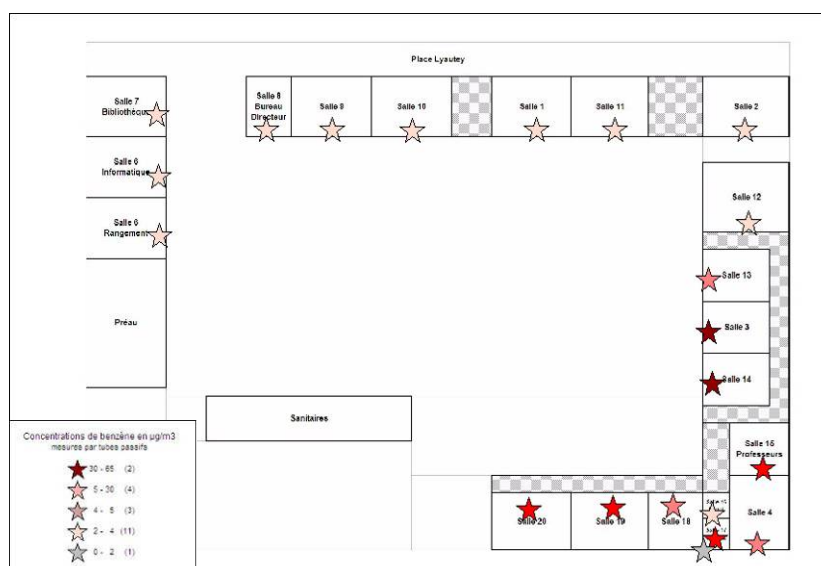 Place Lyautey
Salle 7
Bibliothèque
Salle 8
Bureau
Directeur
Salle 9
Salle 10
Salle 1
Salle 11
Salle 2
Salle 6
Informatique
Salle 12
Salle 6
Rangement
Salle 13
Préau
Salle 3
Salle 14
Sanitaires
Salle 15
Professeurs
Salle 20
Salle 19
Salle 18
Salle 4
Concentrations de benzène en µg/m3
mesures par tubes passifs
30 - 65 (2)
5 - 30 (4)
4 - 5 (3)
2 - 4 (11)
0 - 2 (1)